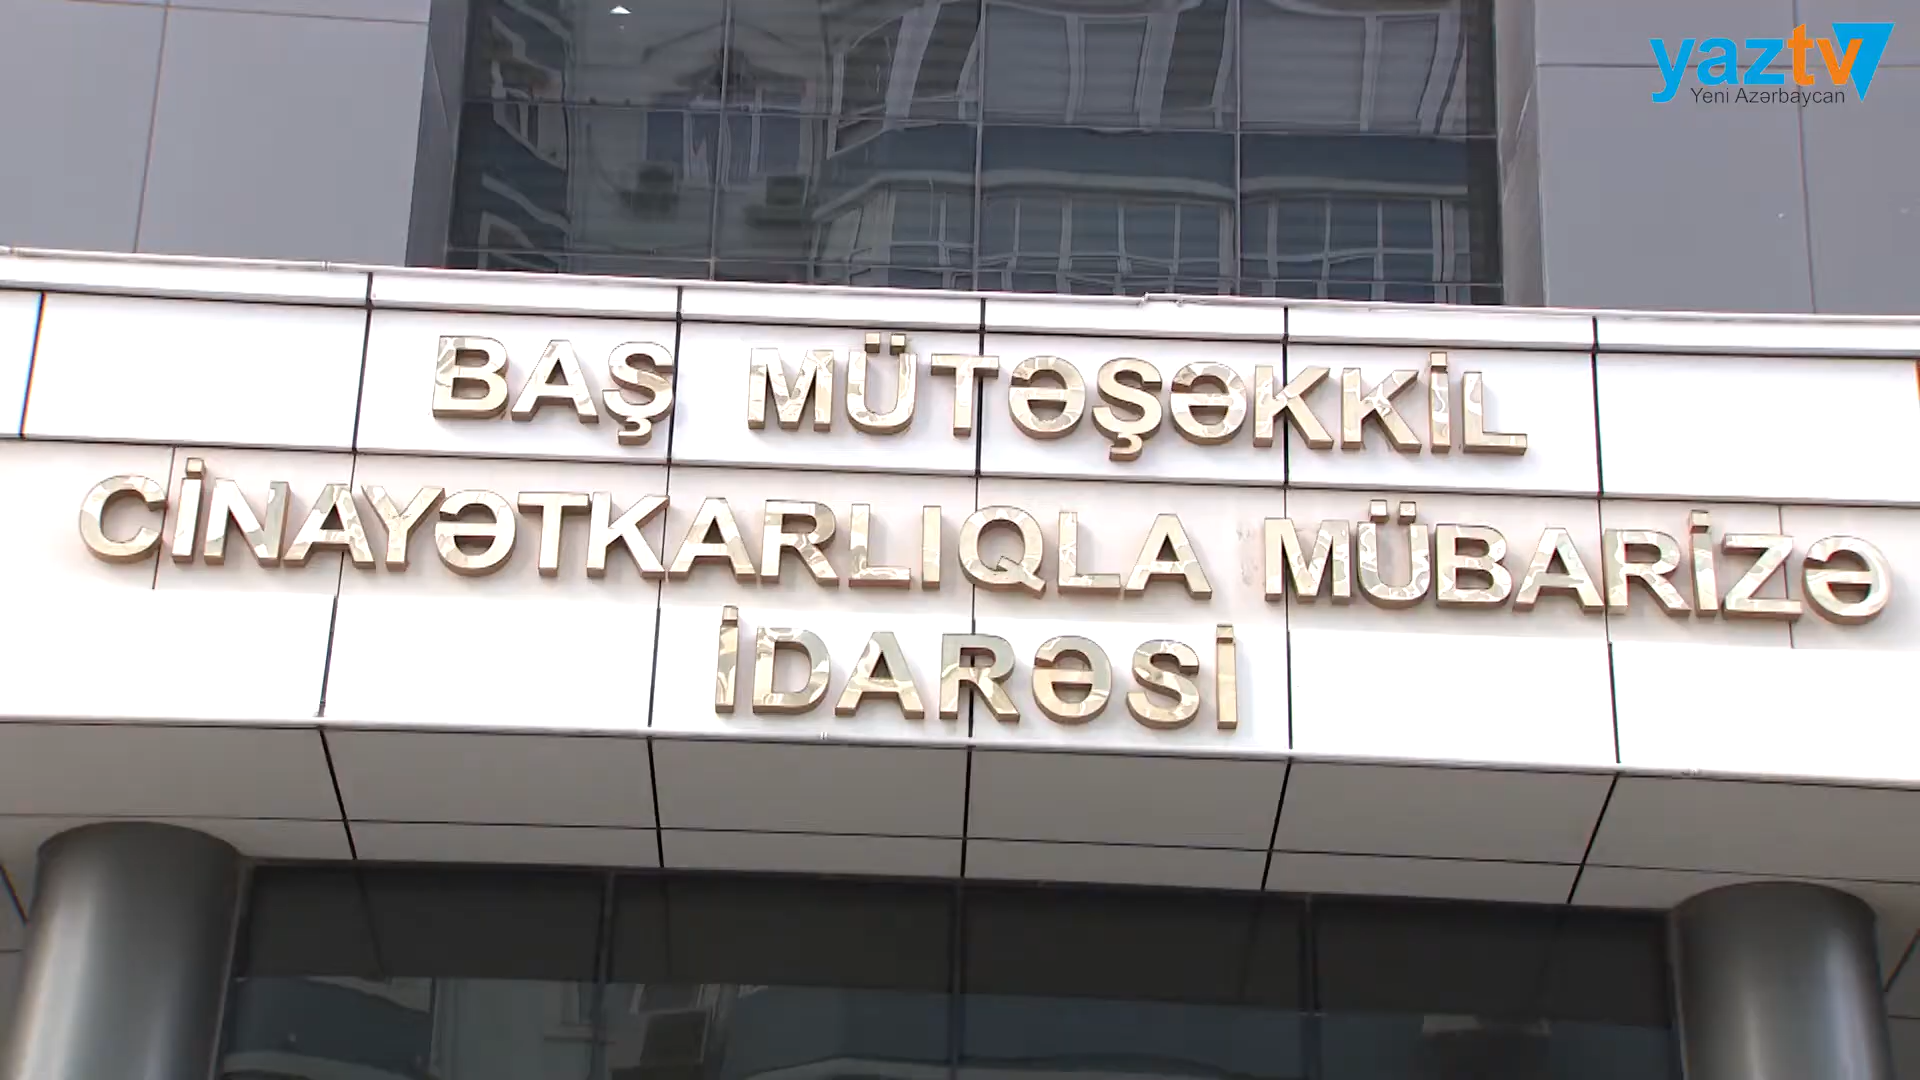 yaztv
Yeni Azərbaycan
BAŞ MÜTƏŞƏKKİL
CİNAYƏTKARLIQLA MÜBARİZƏ
İDARƏSİ